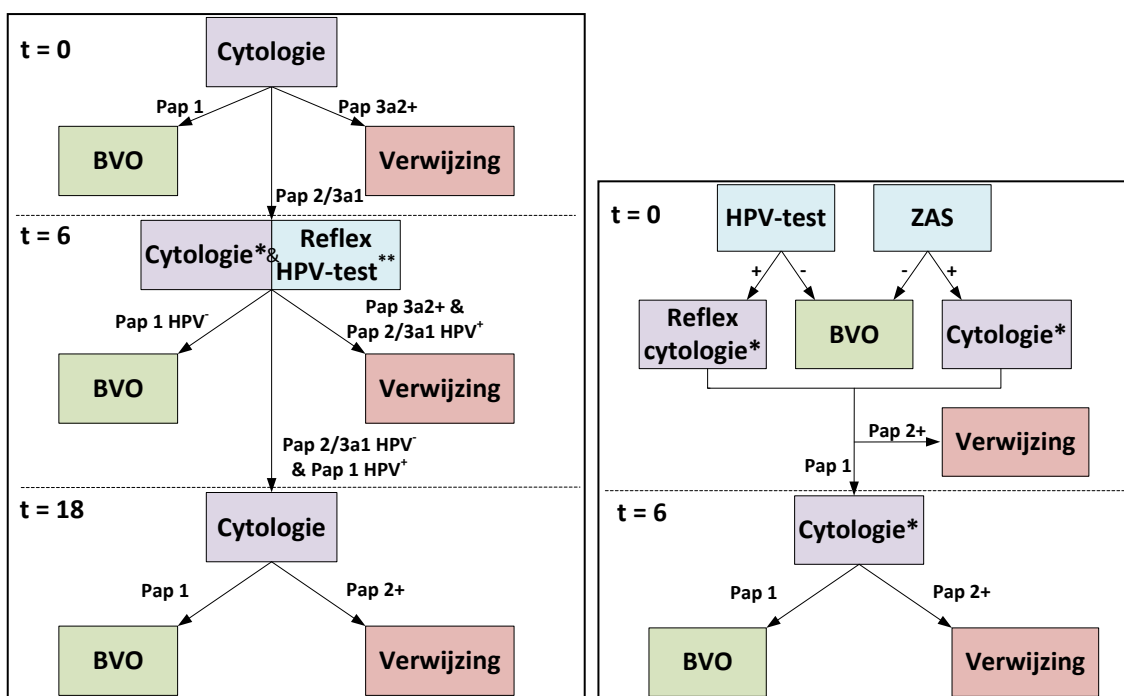 t = 0
Cytologie
Pap 1
Pap 3a2+
BVO
Verwijzing
Pap 2/3a1
t = 6
Cytologie*&
Reflex
HPV-test**
Pap 1 HPV-
Pap 3a2+ &
Pap 2/3a1 HPV+
BVO
Verwijzing
Pap 2/3a1 HPV-
& Pap 1 HPV+
t = 18
Cytologie
Pap 1
Pap 2+
BVO
Verwijzing
t = 0
HPV-test
ZAS
+
-
-
+
Reflex
cytologie*
BVO
Cytologie*
Pap 2+
Verwijzing
Pap 1
t = 6
Cytologie*
Pap 1
Pap 2+
BVO
Verwijzing